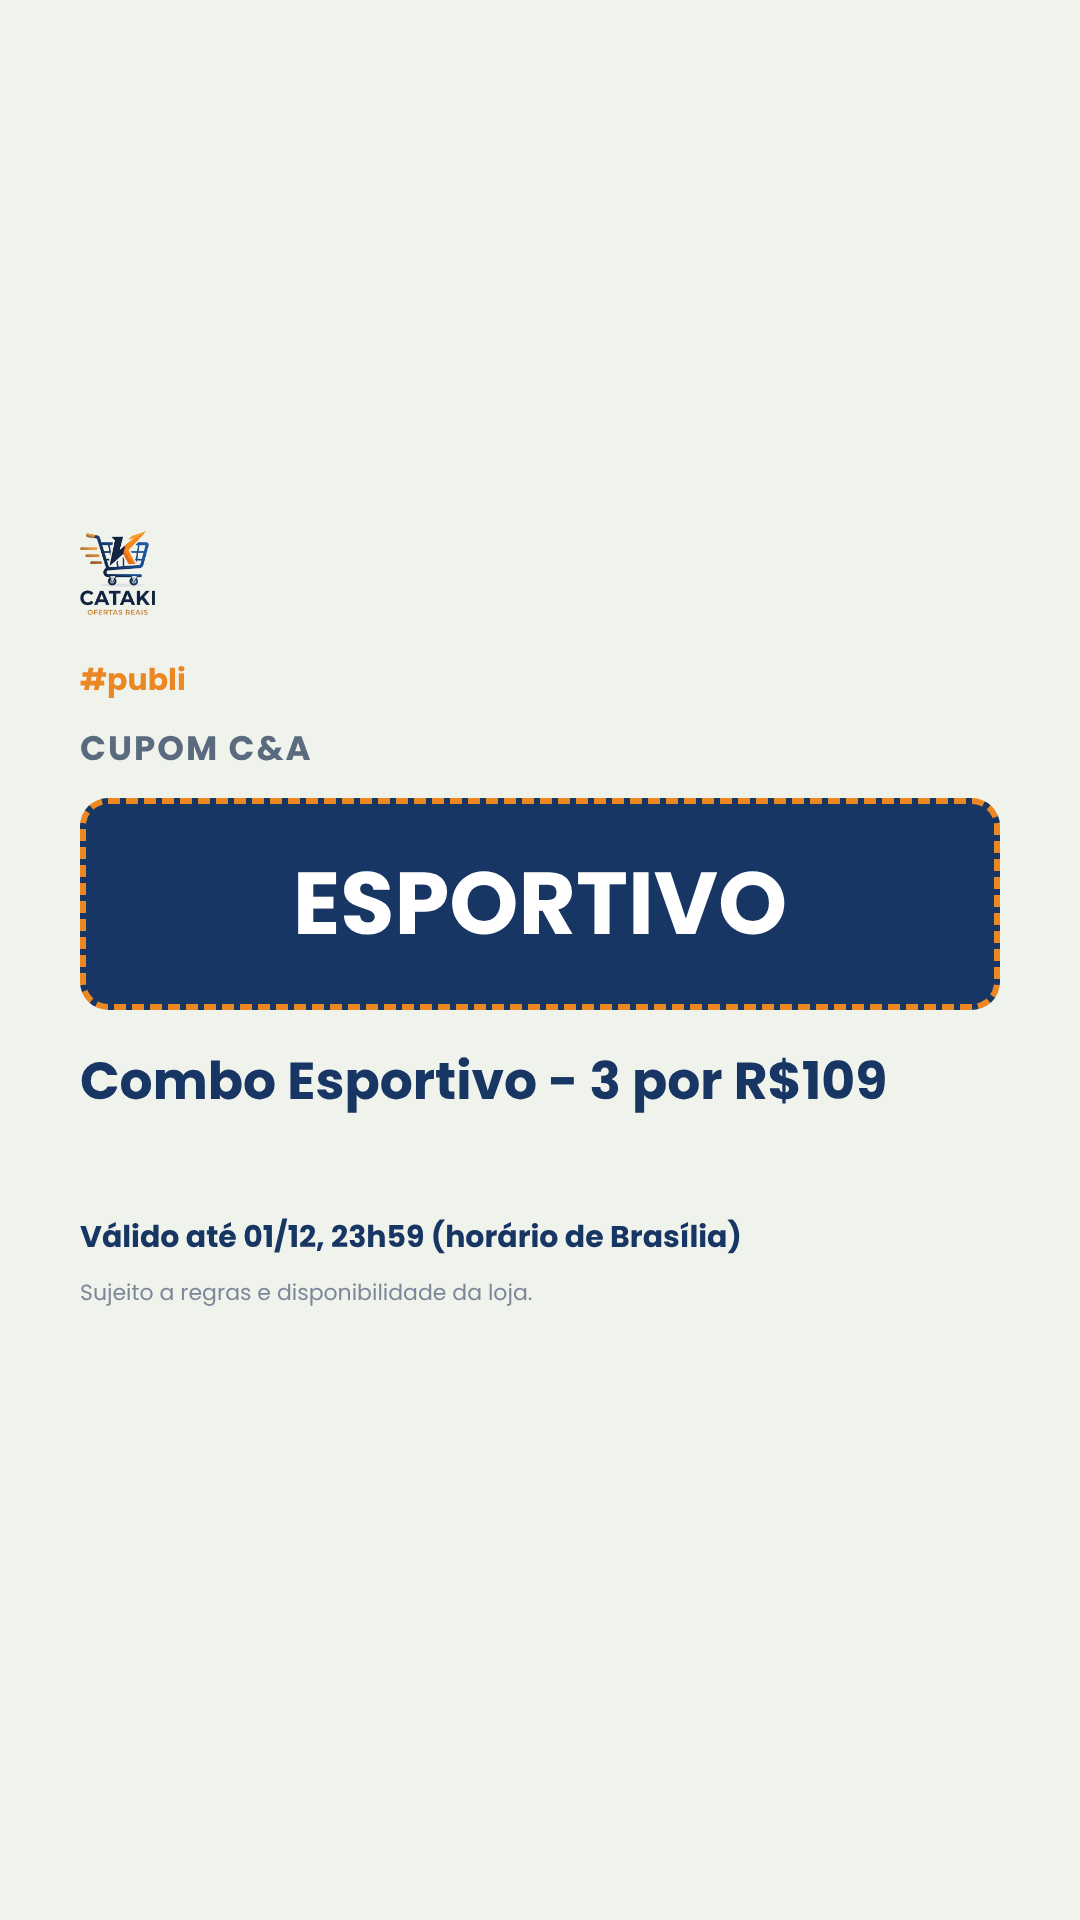 CATAKI
OFERTAS REAIS
#publi
CUPOM C&A
ESPORTIVO
Combo Esportivo - 3 por R$109
Válido até 01/12, 23h59 (horário de Brasília)
Sujeito a regras e disponibilidade da loja.